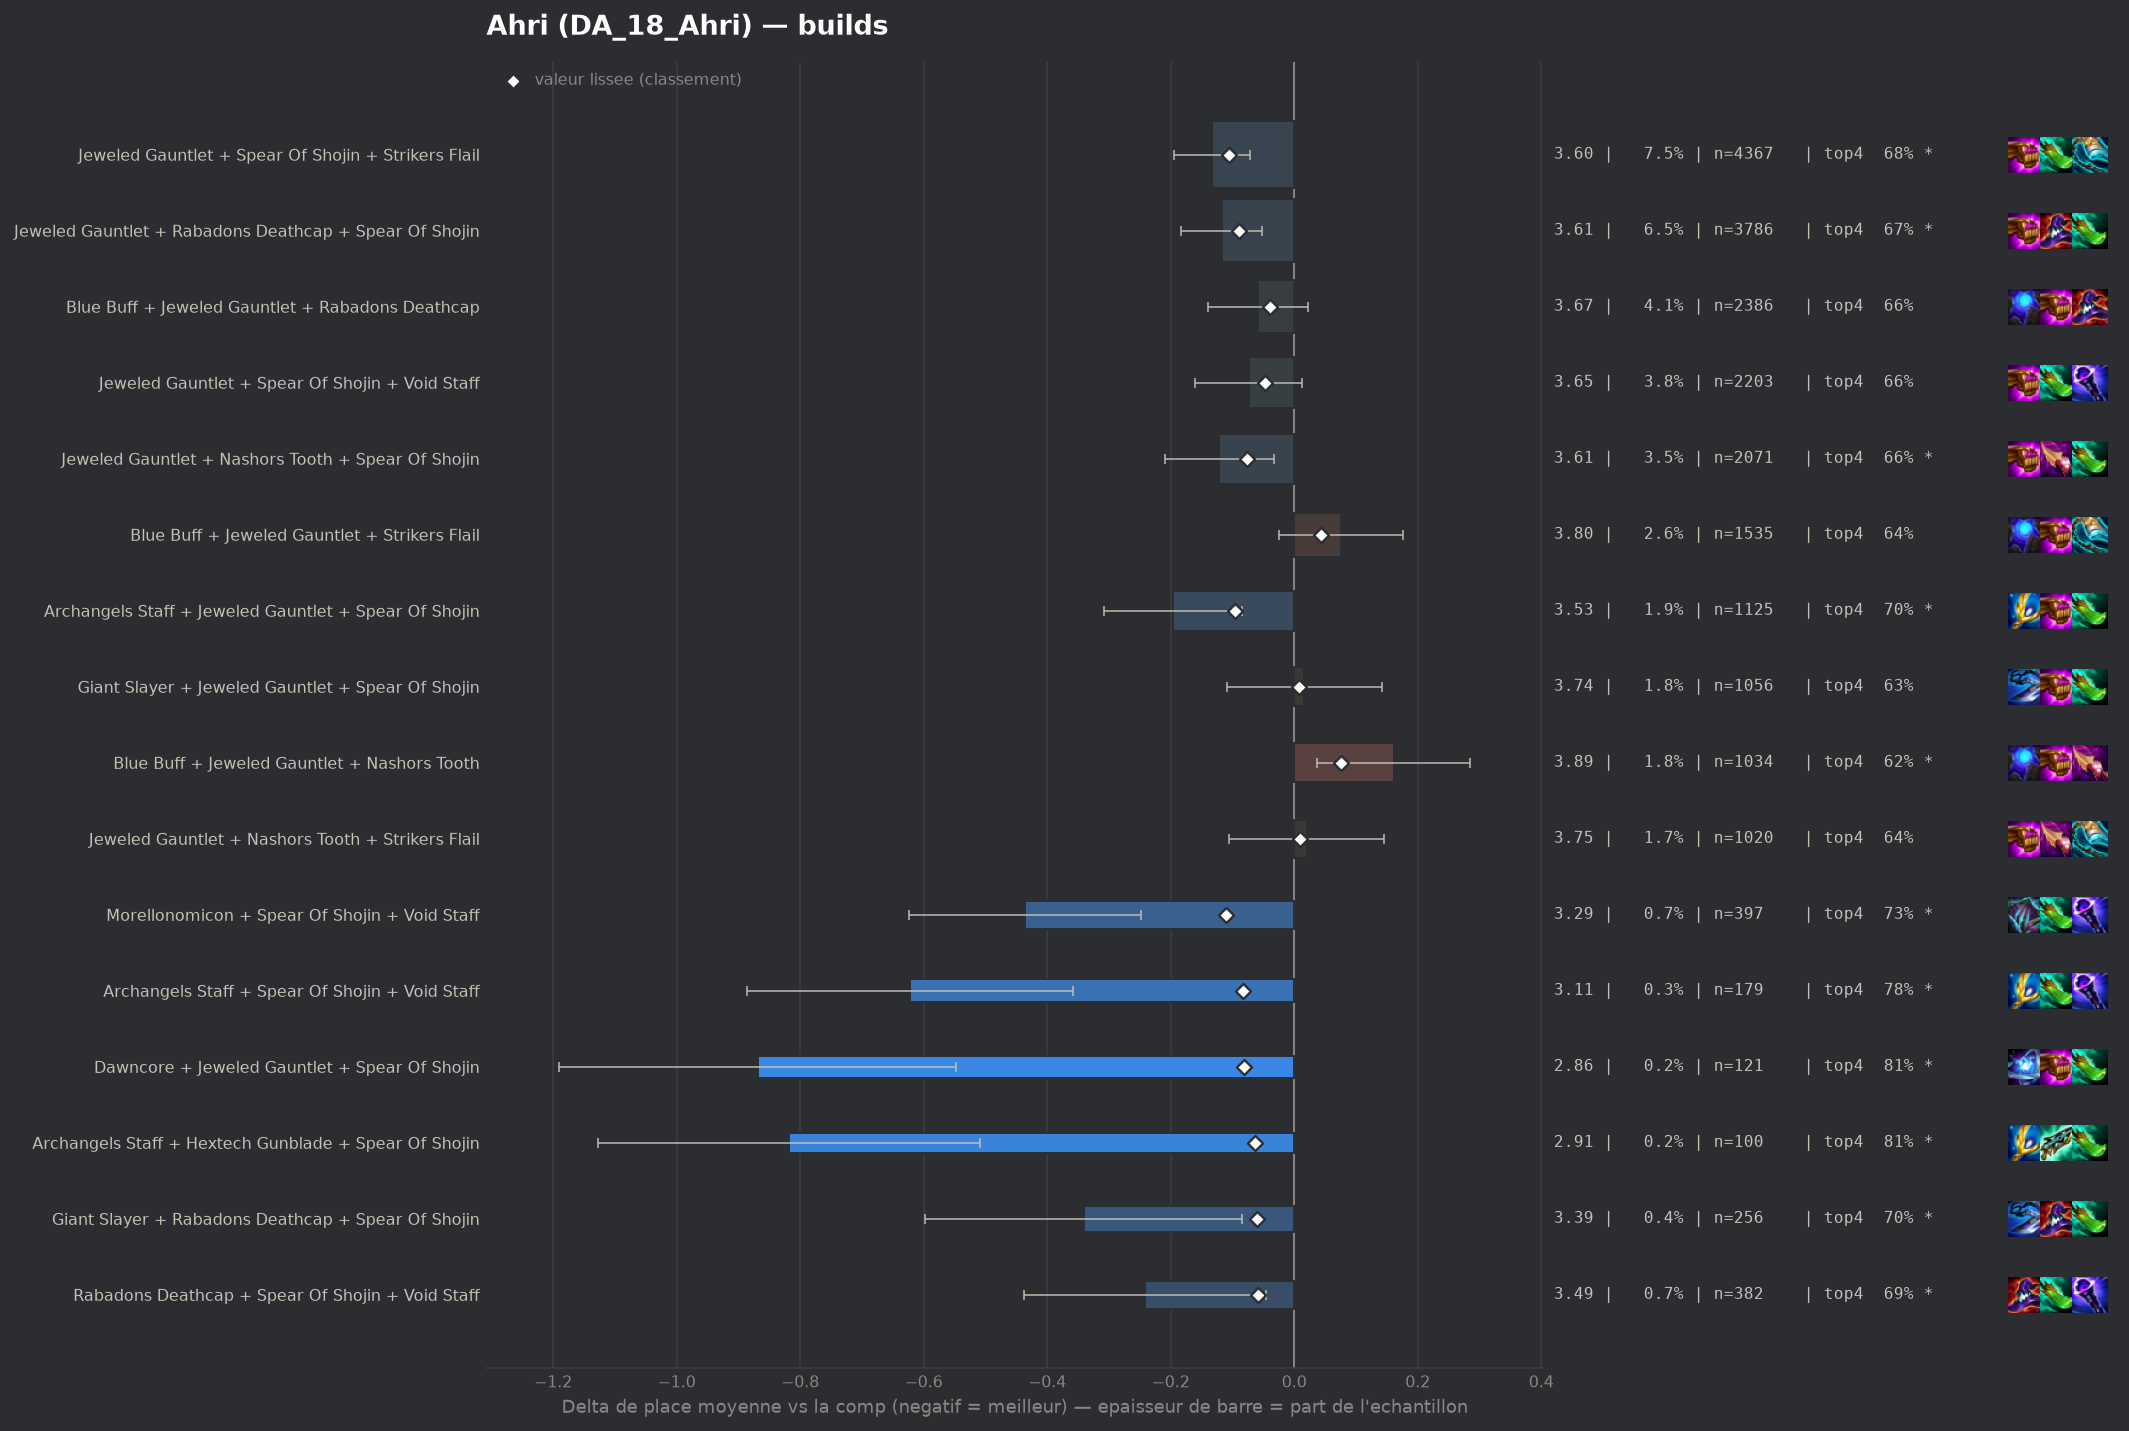 Ahri (DA_18_Ahri) — builds
valeur lissee (classement)
Jeweled Gauntlet + Spear Of Shojin + Strikers Flail 3.60 | 7.5% | n=4367 | top4 68% *
Jeweled Gauntlet + Rabadons Deathcap + Spear Of Shojin 3.61 | 6.5% | n=3786 | top4 67% *
Blue Buff + Jeweled Gauntlet + Rabadons Deathcap 3.67 | 4.1% | n=2386 | top4 66%
Jeweled Gauntlet + Spear Of Shojin + Void Staff 3.65 | 3.8% | n=2203 | top4 66%
Jeweled Gauntlet + Nashors Tooth + Spear Of Shojin 3.61 | 3.5% | n=2071 | top4 66% *
Blue Buff + Jeweled Gauntlet + Strikers Flail 3.80 | 2.6% | n=1535 | top4 64%
Archangels Staff + Jeweled Gauntlet + Spear Of Shojin 3.53 | 1.9% | n=1125 | top4 70% *
Giant Slayer + Jeweled Gauntlet + Spear Of Shojin 3.74 | 1.8% | n=1056 | top4 63%
Blue Buff + Jeweled Gauntlet + Nashors Tooth 3.89 | 1.8% | n=1034 | top4 62% *
Jeweled Gauntlet + Nashors Tooth + Strikers Flail 3.75 | 1.7% | n=1020 | top4 64%
Morellonomicon + Spear Of Shojin + Void Staff 3.29 | 0.7% | n=397 | top4 73% *
Archangels Staff + Spear Of Shojin + Void Staff 3.11 | 0.3% | n=179 | top4 78% *
Dawncore + Jeweled Gauntlet + Spear Of Shojin 2.86 | 0.2% | n=121 | top4 81% *
Archangels Staff + Hextech Gunblade + Spear Of Shojin 2.91 | 0.2% | n=100 | top4 81% *
Giant Slayer + Rabadons Deathcap + Spear Of Shojin 3.39 | 0.4% | n=256 | top4 70% *
Rabadons Deathcap + Spear Of Shojin + Void Staff 3.49 | 0.7% | n=382 | top4 69% *
−1.2 −1.0 −0.8 −0.6 −0.4 −0.2 0.0 0.2 0.4
Delta de place moyenne vs la comp (negatif = meilleur) — epaisseur de barre = part de l'echantillon